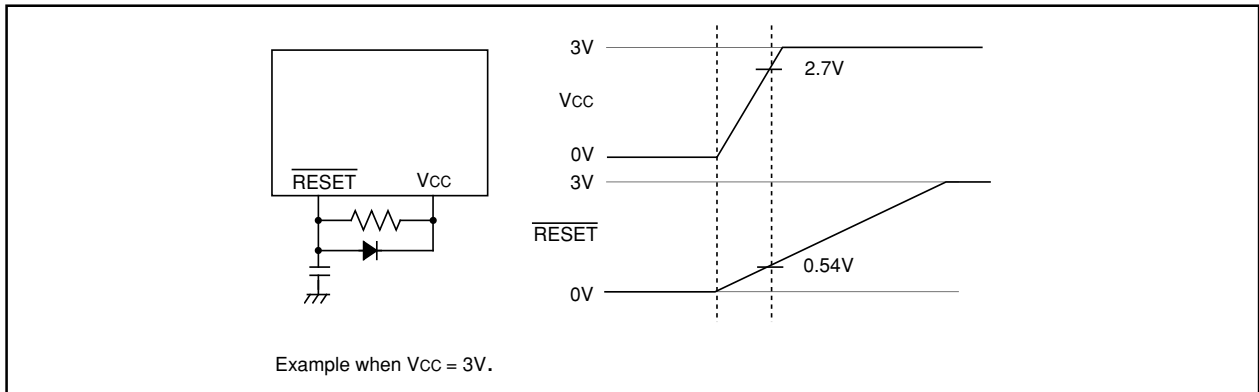 RESET VCC
3V
2.7V
VCC
0V
3V
RESET
0.54V
0V
Example when VCC = 3V.